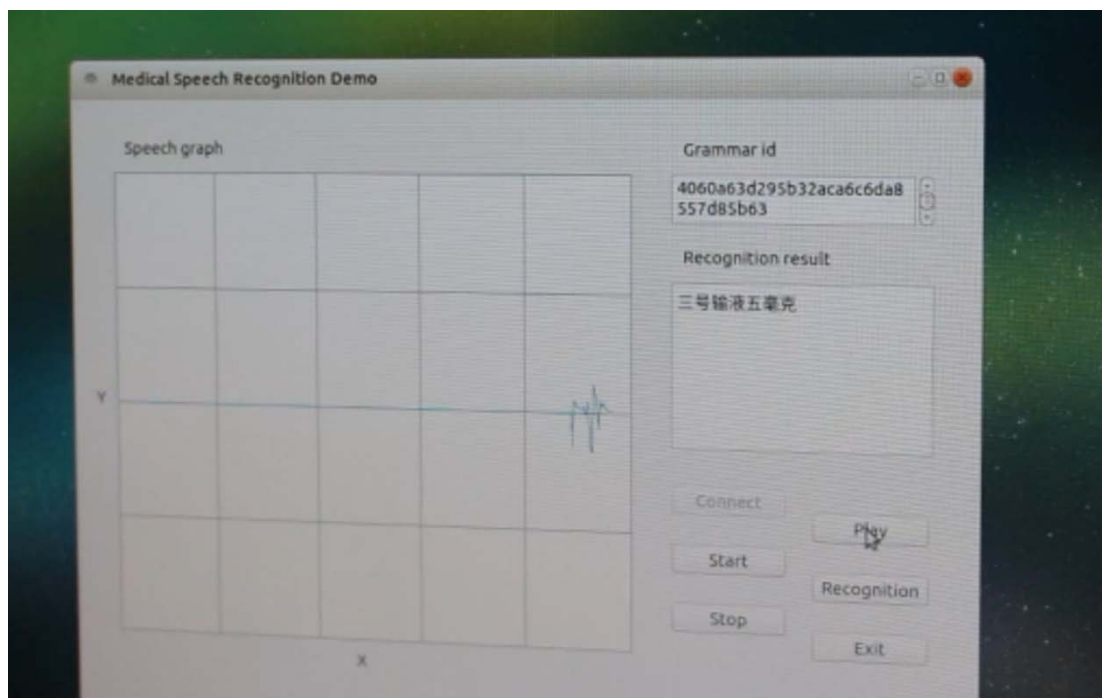 Medical Speech Recognition Demo
Speech graph
Y
X
Grammar id
4060a63d295b32aca6c6da8
557d85b63
Recognition result
三号输液五毫克
Connect
Play
Start
Recognition
Stop
Exit